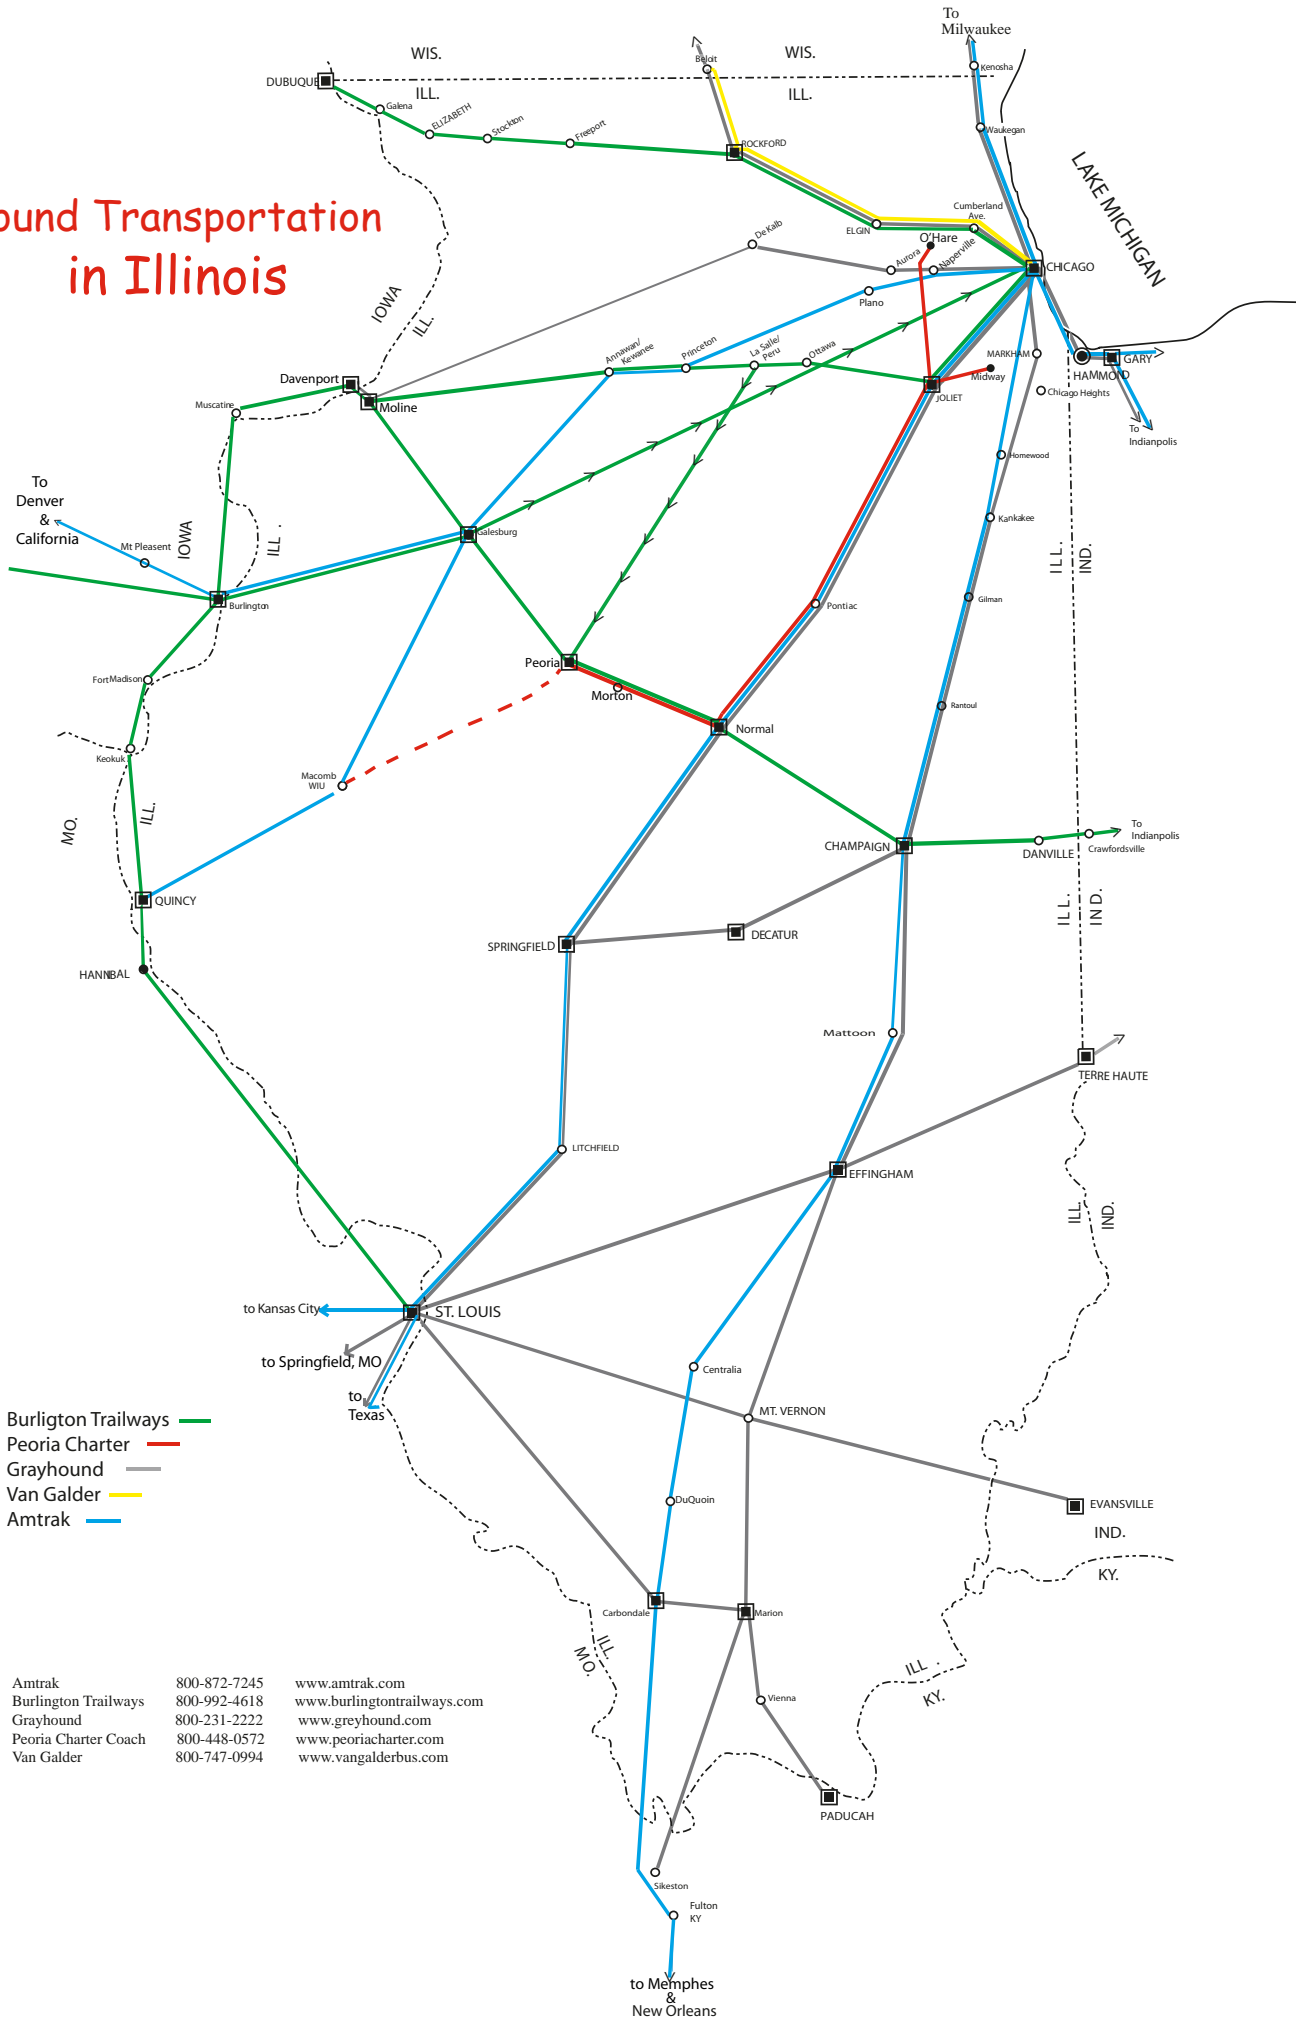 To
Milwaukee
WIS.
WIS.
Beloit
Kenosha
DUBUQUE
ILL.
ILL.
Galena
ELIZABETH
Stockton
Freeport
Waukegan
ROCKFORD
LAKE MICHIGAN
ound Transportation
in Illinois
Cumberland
Ave.
ELGIN
De Kalb
O'Hare
Aurora
Naperville
CHICAGO
IOWA
ILL.
Plano
Annawan/
Kewanee
Princeton
La Salle/
Peru
Ottawa
MARKHAM
GARY
HAMMOND
Davenport
Midway
JOLIET
Chicago Heights
Muscatine
Moline
To
Indianpolis
Homewood
To
Denver
&
California
Mt Pleasant
IOWA
ILL.
Galesburg
Kankakee
ILL.
IND.
Burlington
Pontiac
Gilman
Peoria
Fort Madison
Morton
Rantoul
Normal
Keokuk
Macomb
WIU
MO.
ILL.
CHAMPAIGN
To
Indianpolis
DANVILLE
Crawfordsville
QUINCY
ILL.
IND.
SPRINGFIELD
DECATUR
HANNBAL
Mattoon
TERRE HAUTE
LITCHFIELD
EFFINGHAM
ILL.
IND.
to Kansas City
ST. LOUIS
to Springfield, MO
Centralia
to
Texas
MT. VERNON
Burligton Trailways
Peoria Charter
Grayhound
Van Galder
Amtrak
DuQuoin
EVANSVILLE
IND.
KY.
Carbondale
Marion
ILL.
MO.
ILL.
KY.
Amtrak 800-872-7245 www.amtrak.com
Burlington Trailways 800-992-4618 www.burlingtontrailways.com
Grayhound 800-231-2222 www.greyhound.com
Peoria Charter Coach 800-448-0572 www.peoriacharter.com
Van Galder 800-747-0994 www.vangalderbus.com
Vienna
PADUCAH
Sikeston
Fulton
KY
to Memphes
&
New Orleans